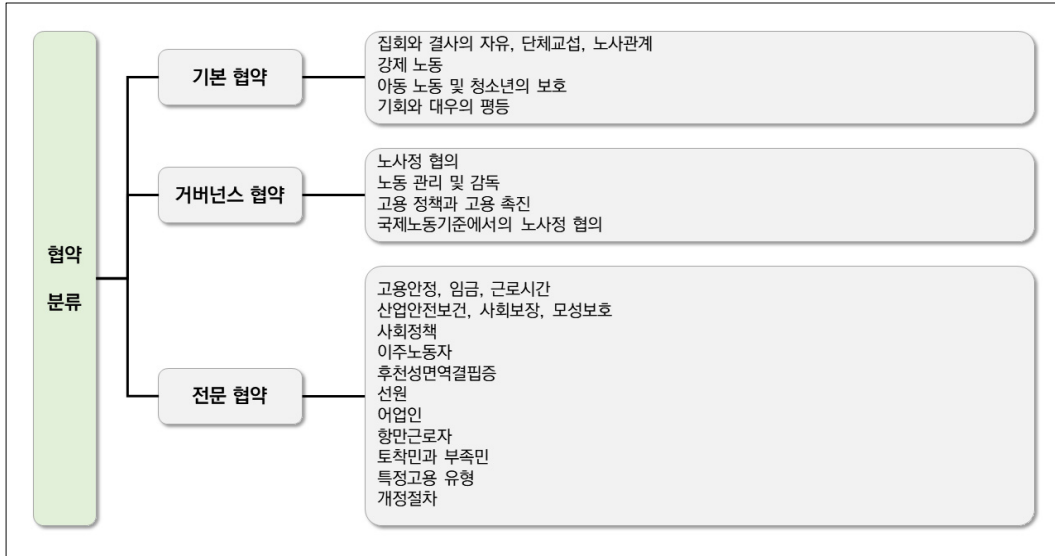 협약
분류
기본 협약
집회와 결사의 자유, 단체교섭, 노사관계
강제 노동
아동 노동 및 청소년의 보호
기회와 대우의 평등
거버넌스 협약
노사정 협의
노동 관리 및 감독
고용 정책과 고용 촉진
국제노동기준에서의 노사정 협의
전문 협약
고용안정, 임금, 근로시간
산업안전보건, 사회보장, 모성보호
사회정책
이주노동자
후천성면역결핍증
선원
어업인
항만근로자
토착민과 부족민
특정고용 유형
개정절차